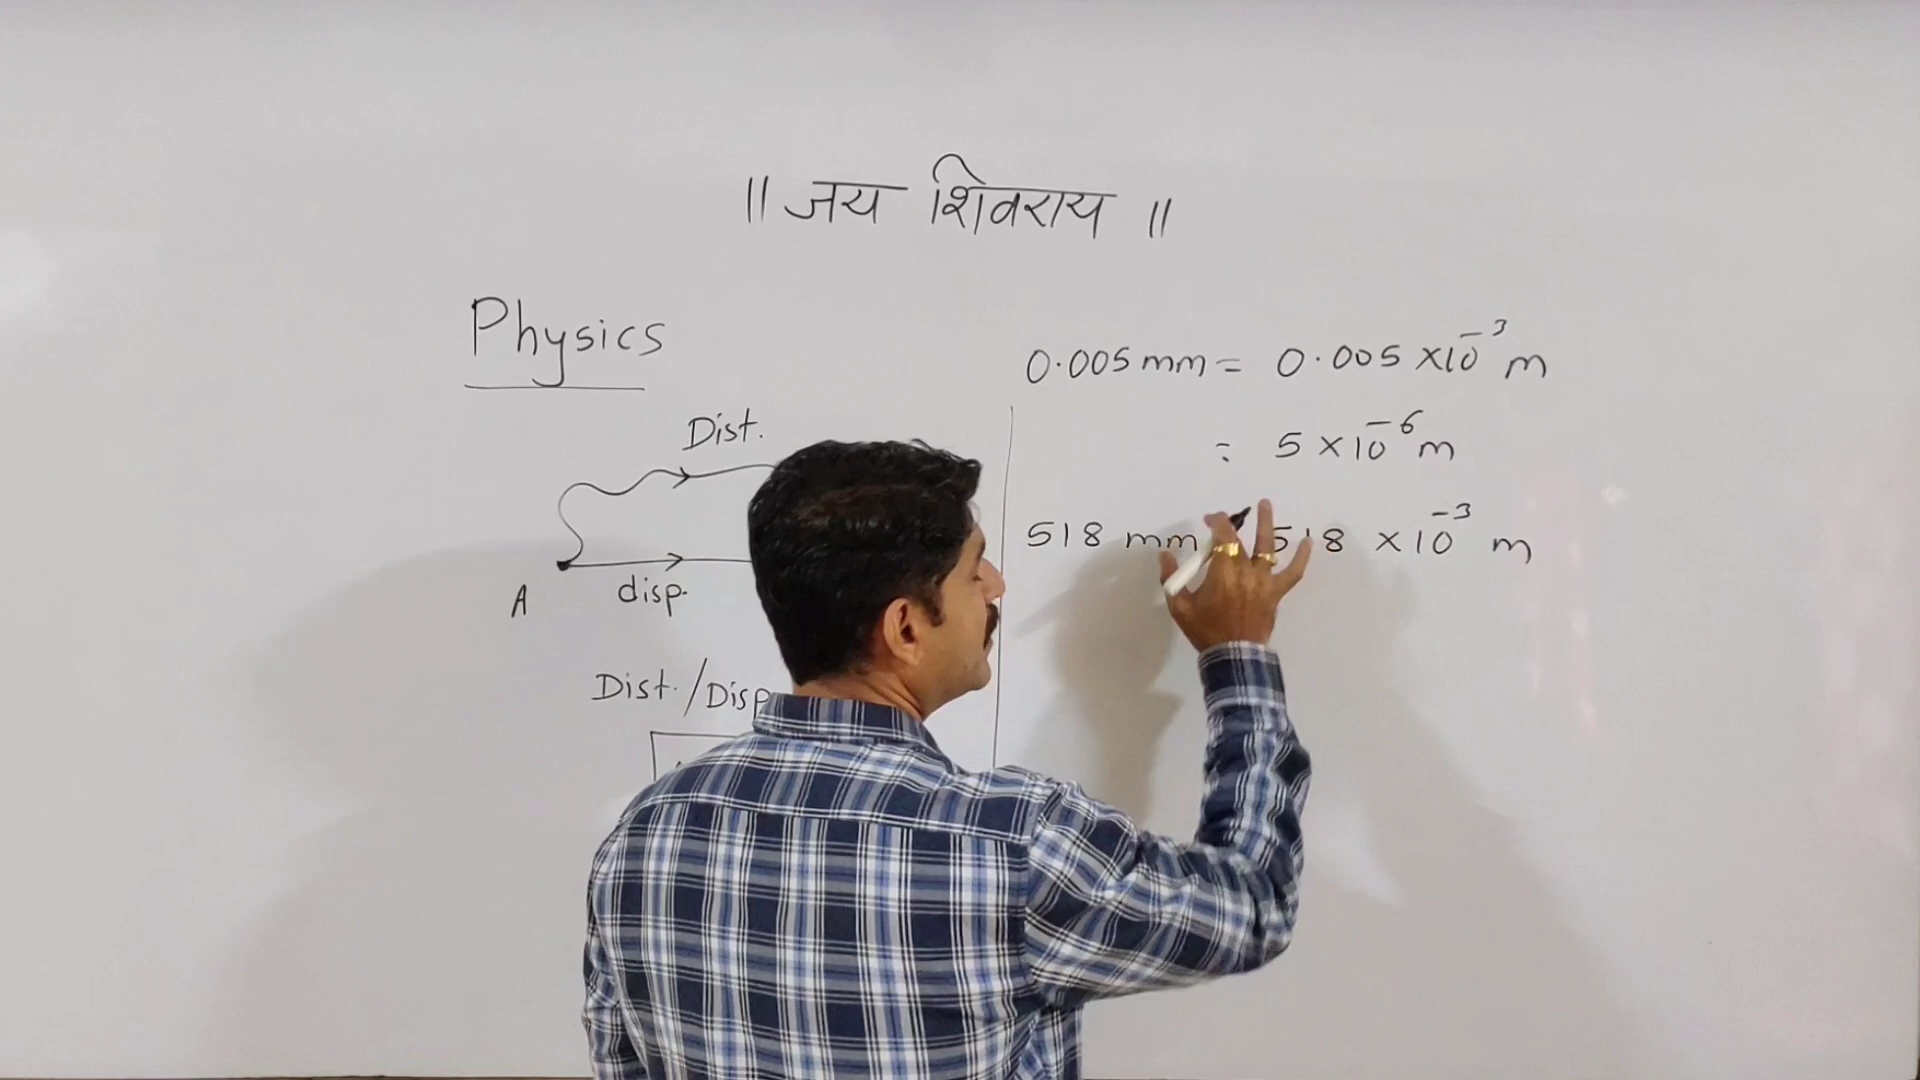 ॥ जय शिवराय ॥
Physics
Dist.
A
disp.
Dist./Disp
0.005 mm = 0.005 ×10⁻³ m
= 5 ×10⁻⁶ m
518 mm 518 ×10⁻³ m